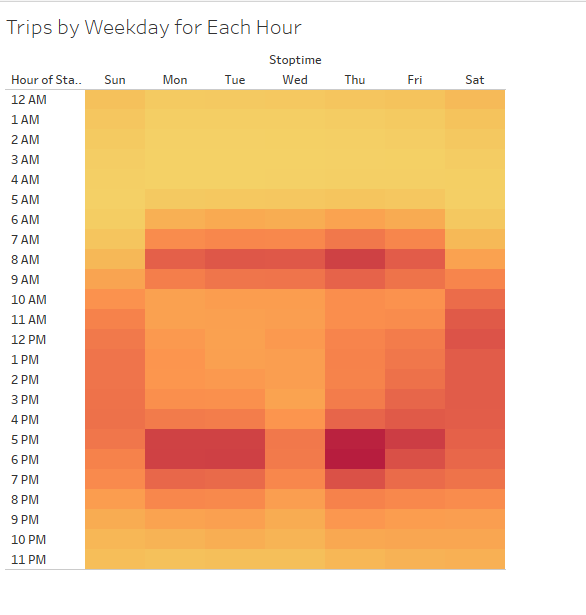 Trips by Weekday for Each Hour
Stoptime
Hour of Sta.. Sun Mon Tue Wed Thu Fri Sat
12 AM
1 AM
2 AM
3 AM
4 AM
5 AM
6 AM
7 AM
8 AM
9 AM
10 AM
11 AM
12 PM
1 PM
2 PM
3 PM
4 PM
5 PM
6 PM
7 PM
8 PM
9 PM
10 PM
11 PM